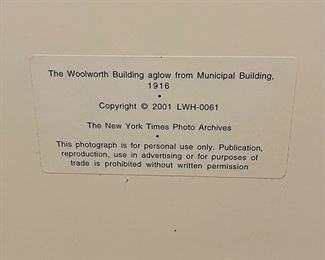 The Woolworth Building aglow from Municipal Building,
1916
•
Copyright © 2001 LWH-0061
•
The New York Times Photo Archives
•
This photograph is for personal use only. Publication,
reproduction, use in advertising or for purposes of
trade is prohibited without written permission